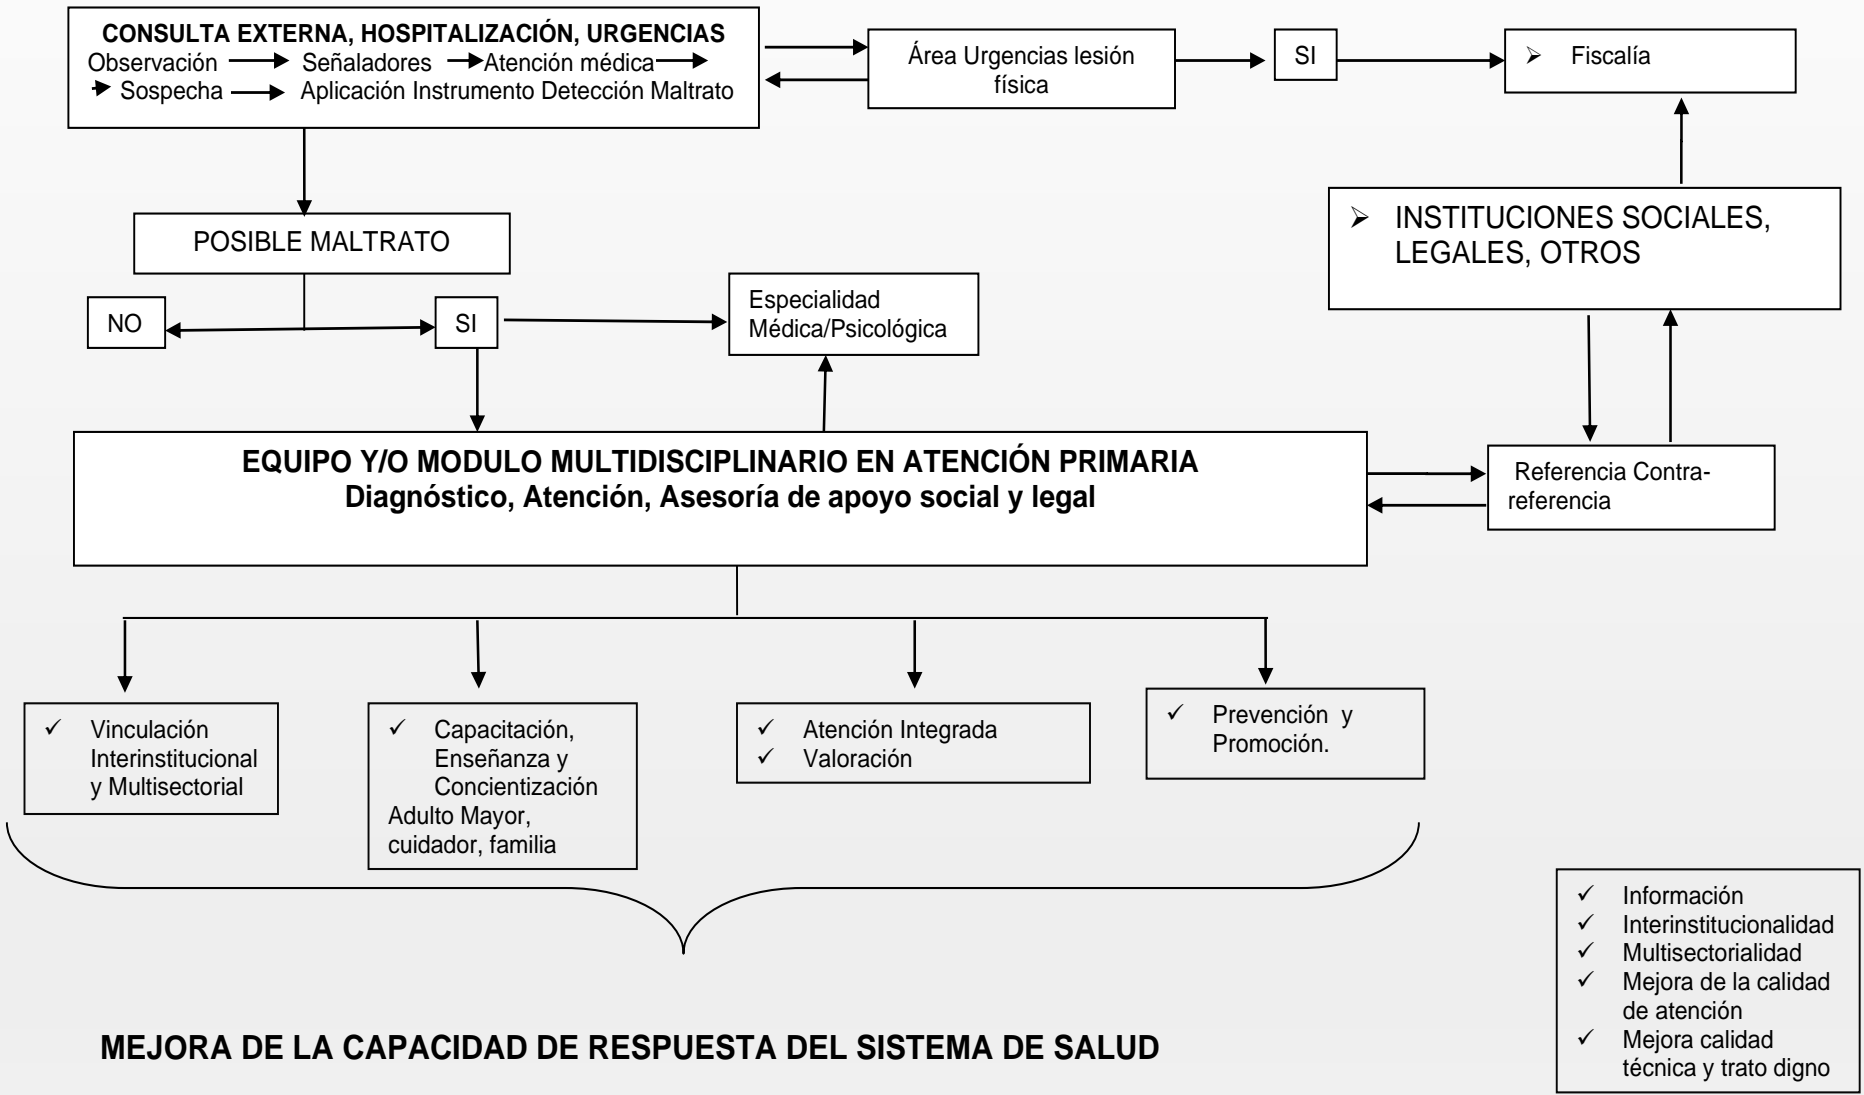 CONSULTA EXTERNA, HOSPITALIZACIÓN, URGENCIAS
Observación Señaladores Atención médica
Sospecha Aplicación Instrumento Detección Maltrato
Área Urgencias lesión
física
SI
Fiscalía
INSTITUCIONES SOCIALES,
LEGALES, OTROS
POSIBLE MALTRATO
NO
SI
Especialidad
Médica/Psicológica
EQUIPO Y/O MODULO MULTIDISCIPLINARIO EN ATENCIÓN PRIMARIA
Diagnóstico, Atención, Asesoría de apoyo social y legal
Referencia Contra-
referencia
Vinculación
Interinstitucional
y Multisectorial
Capacitación,
Enseñanza y
Concientización
Adulto Mayor,
cuidador, familia
Atención Integrada
Valoración
Prevención y
Promoción.
Información
Interinstitucionalidad
Multisectorialidad
Mejora de la calidad
de atención
Mejora calidad
técnica y trato digno
MEJORA DE LA CAPACIDAD DE RESPUESTA DEL SISTEMA DE SALUD